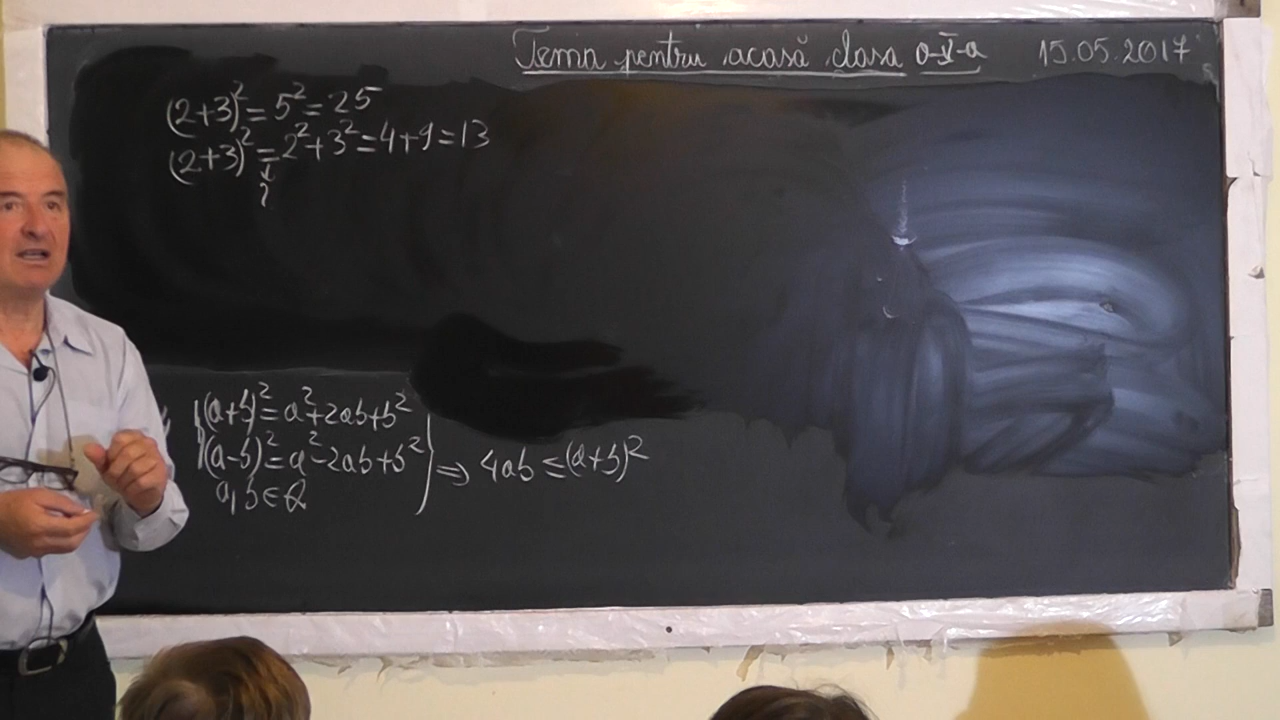 Tema pentru acasă clasa a-V-a 15.05.2017
(2+3)²=5²=25
(2+3)²=2²+3²=4+9=13
↓
?
(a+b)²=a²+2ab+b²
(a-b)²=a²-2ab+b² ⇒ 4ab ≤(a+b)²
a,b∈Q